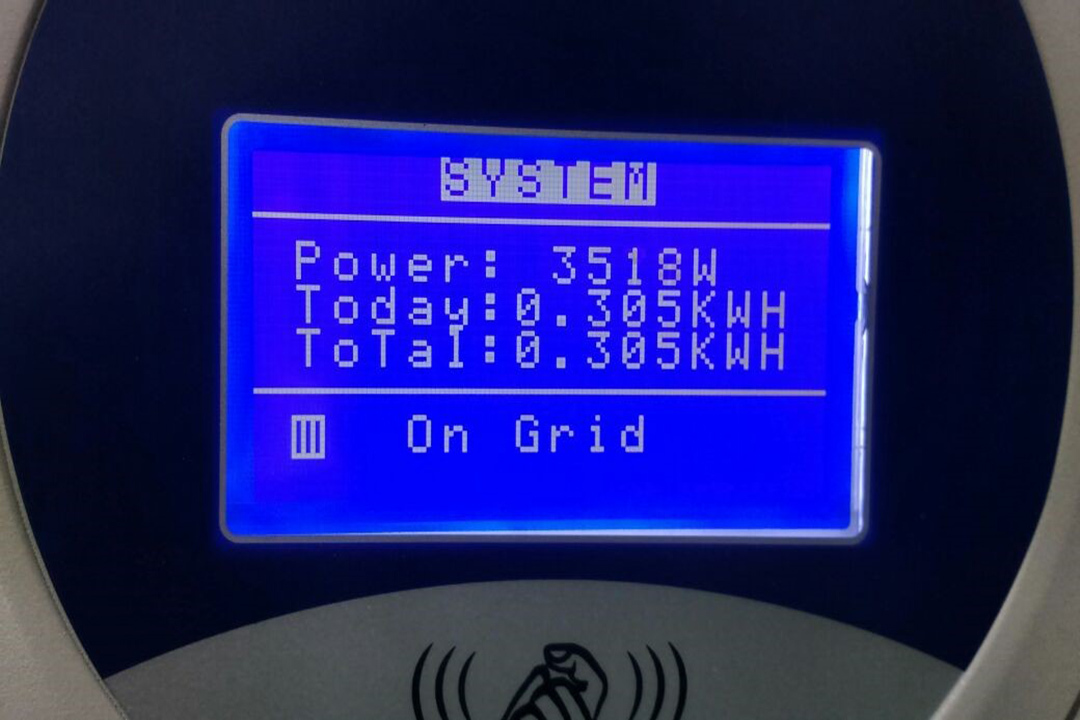 SYSTEM
Power: 3518W
Today:0.305KWH
ToTal:0.305KWH
On Grid